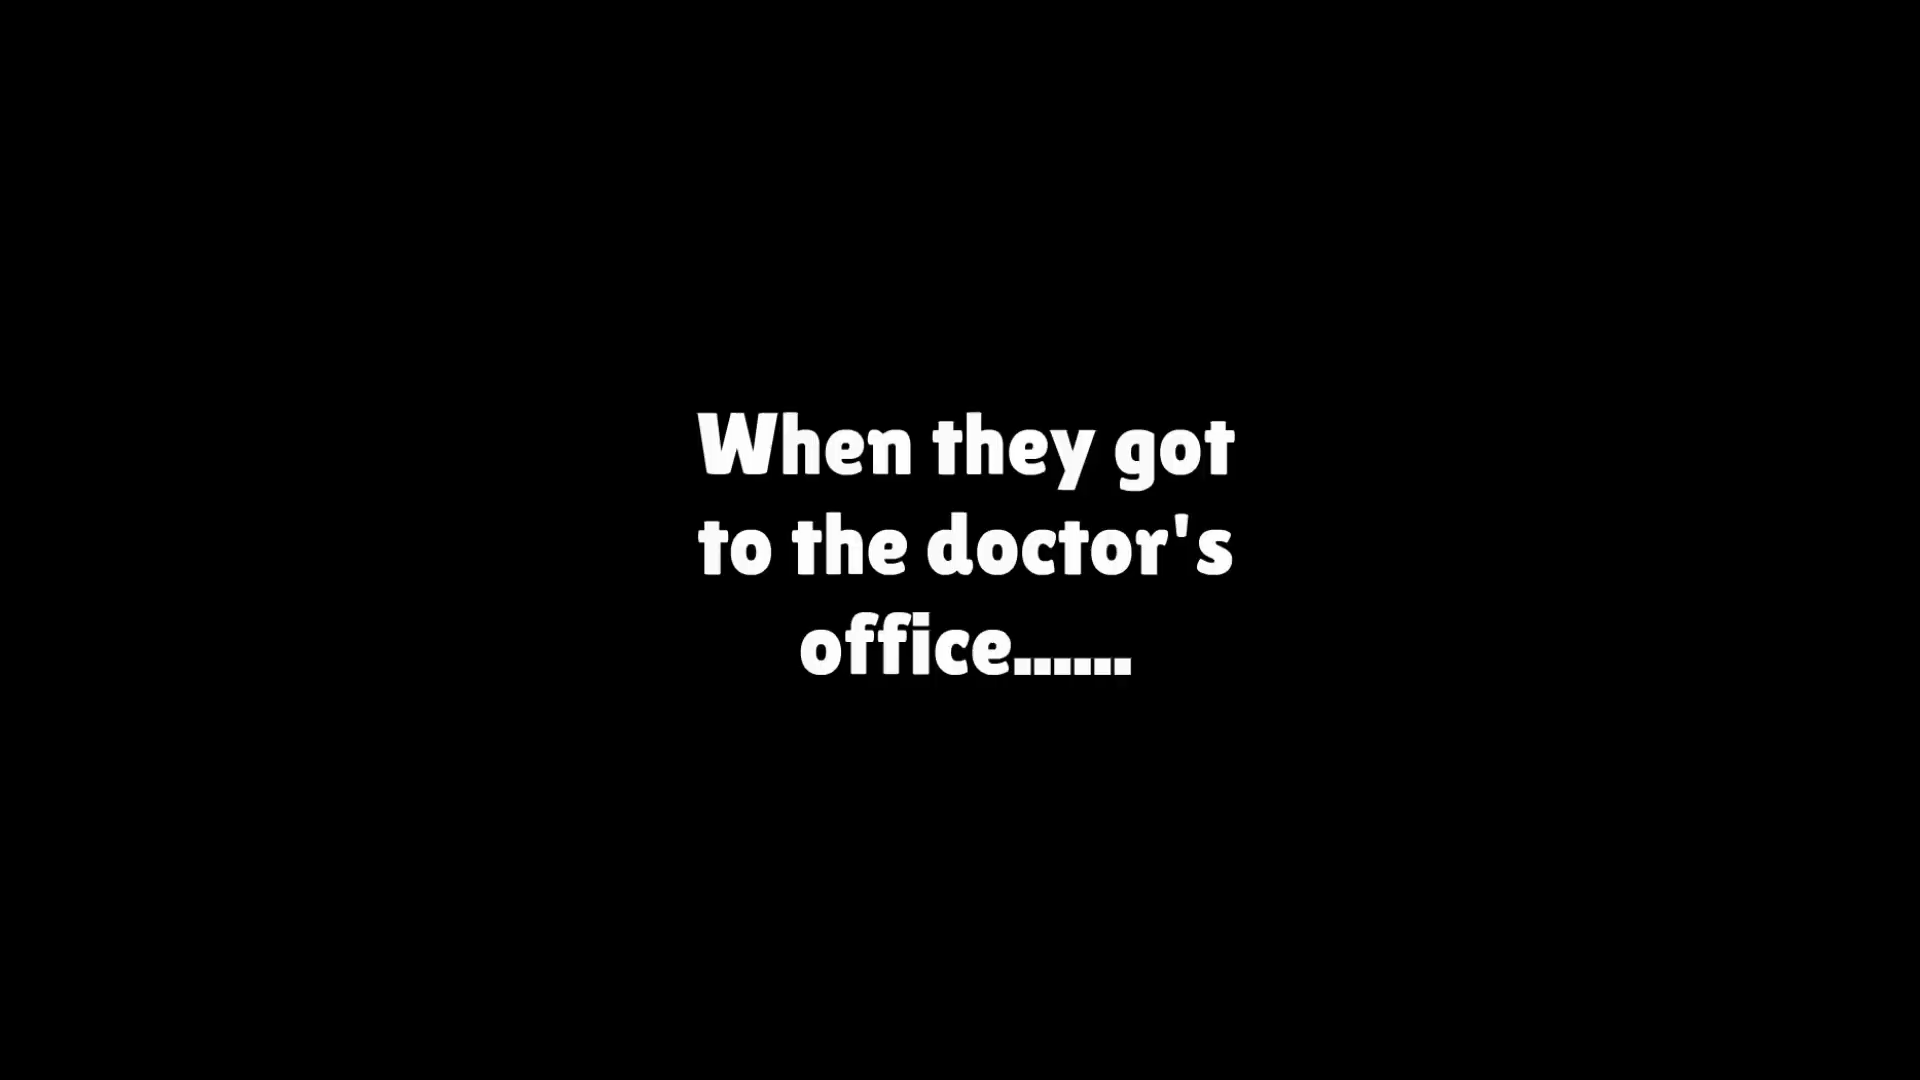 When they got
to the doctor's
office......